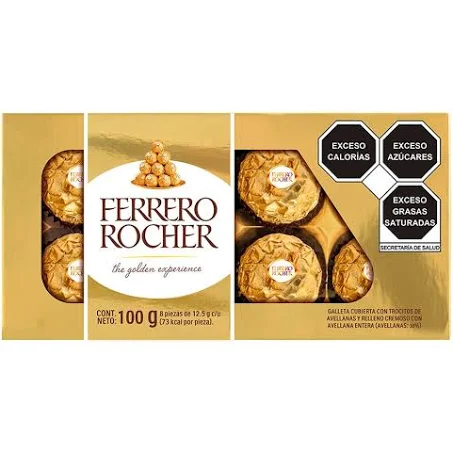 FERRERO
ROCHER
the golden experience
CONT. NETO: 100 g 8 piezas de 12.5 g c/u
(73 kcal por pieza).
EXCESO
CALORÍAS
EXCESO
AZÚCARES
EXCESO
GRASAS
SATURADAS
SECRETARÍA DE SALUD
GALLETA CUBIERTA CON TROCITOS DE
AVELLANAS Y RELLENO CREMOSO CON
AVELLANA ENTERA (AVELLANAS:
FERRERO
ROCHER
FERRERO
ROCHER